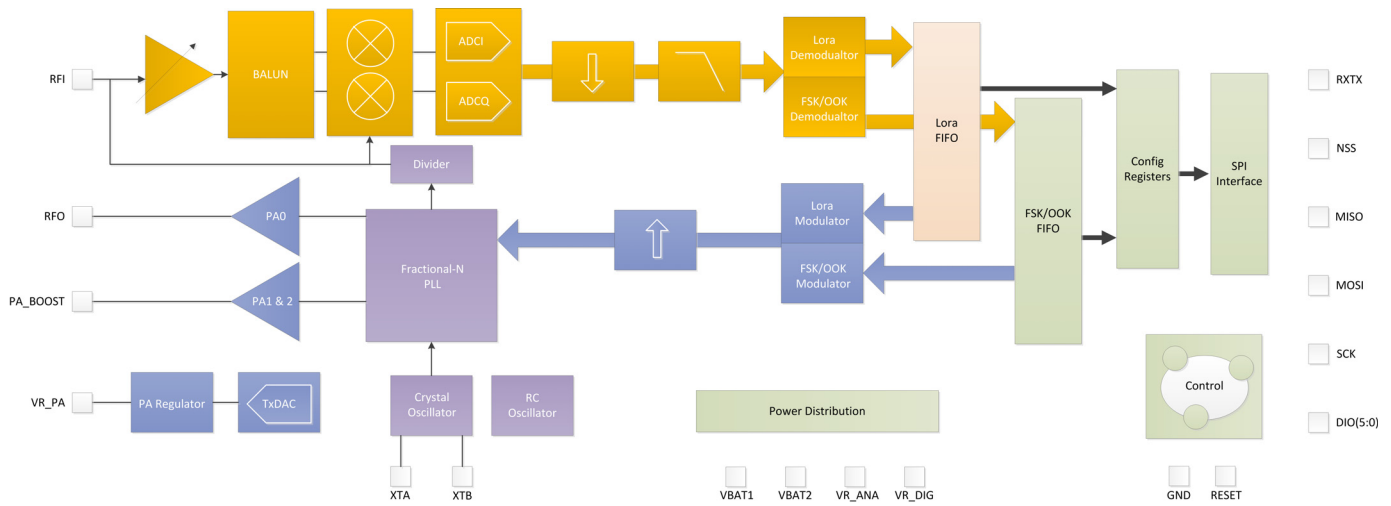 RFI
BALUN
ADCI
ADCQ
Lora
Demodualtor
FSK/OOK
Demodualtor
Lora
FIFO
Config
Registers
SPI
Interface
RXTX
NSS
MISO
MOSI
SCK
DIO(5:0)
Divider
RFO
PA0
Fractional-N
PLL
Lora
Modulator
FSK/OOK
Modulator
FSK/OOK
FIFO
PA_BOOST
PA1 & 2
VR_PA
PA Regulator
TxDAC
Crystal
Oscillator
RC
Oscillator
Power Distribution
Control
XTA
XTB
VBAT1
VBAT2
VR_ANA
VR_DIG
GND
RESET